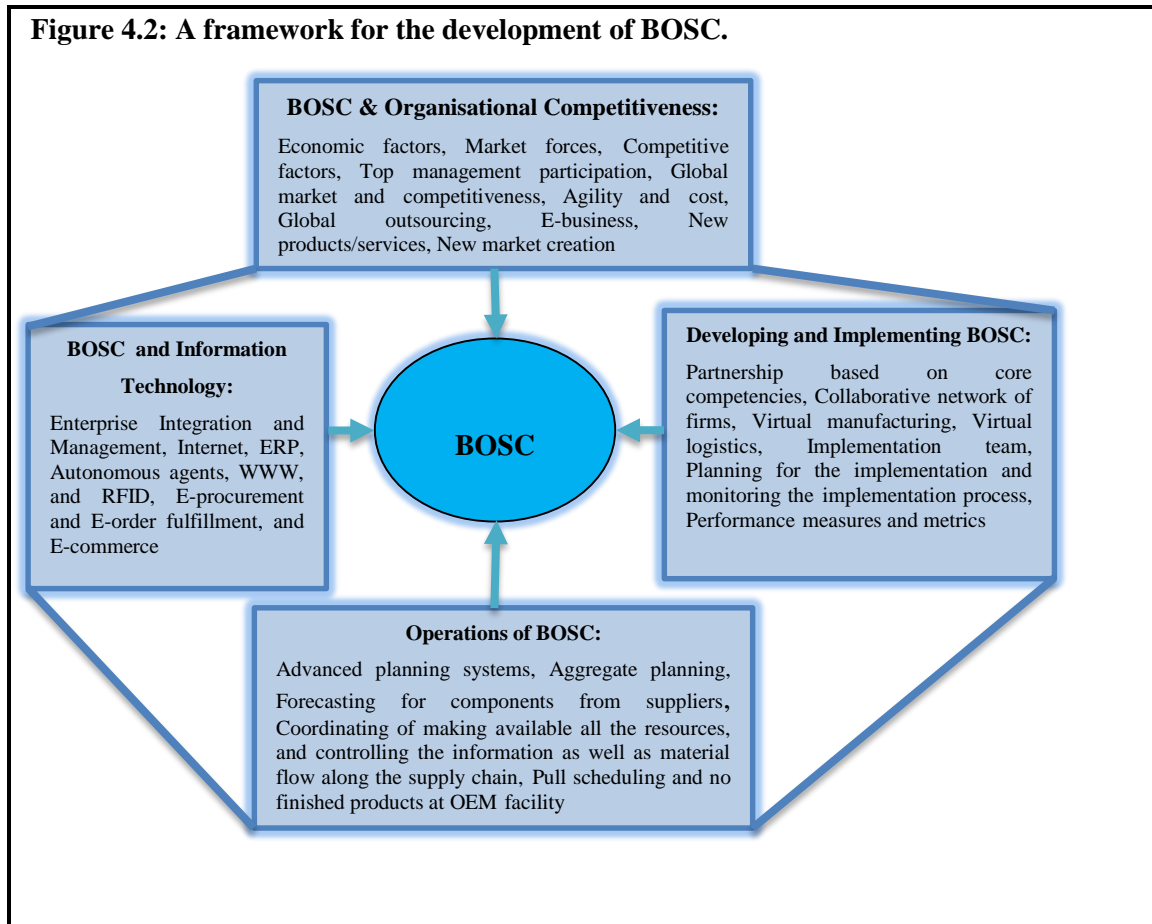 Figure 4.2: A framework for the development of BOSC.
BOSC & Organisational Competitiveness:
Economic factors, Market forces, Competitive
factors, Top management participation, Global
market and competitiveness, Agility and cost,
Global outsourcing, E-business, New
products/services, New market creation
BOSC and Information
Technology:
Enterprise Integration and
Management, Internet, ERP,
Autonomous agents, WWW,
and RFID, E-procurement
and E-order fulfillment, and
E-commerce
BOSC
Developing and Implementing BOSC:
Partnership based on core
competencies, Collaborative network of
firms, Virtual manufacturing, Virtual
logistics, Implementation team,
Planning for the implementation and
monitoring the implementation process,
Performance measures and metrics
Operations of BOSC:
Advanced planning systems, Aggregate planning,
Forecasting for components from suppliers,
Coordinating of making available all the resources,
and controlling the information as well as material
flow along the supply chain, Pull scheduling and no
finished products at OEM facility